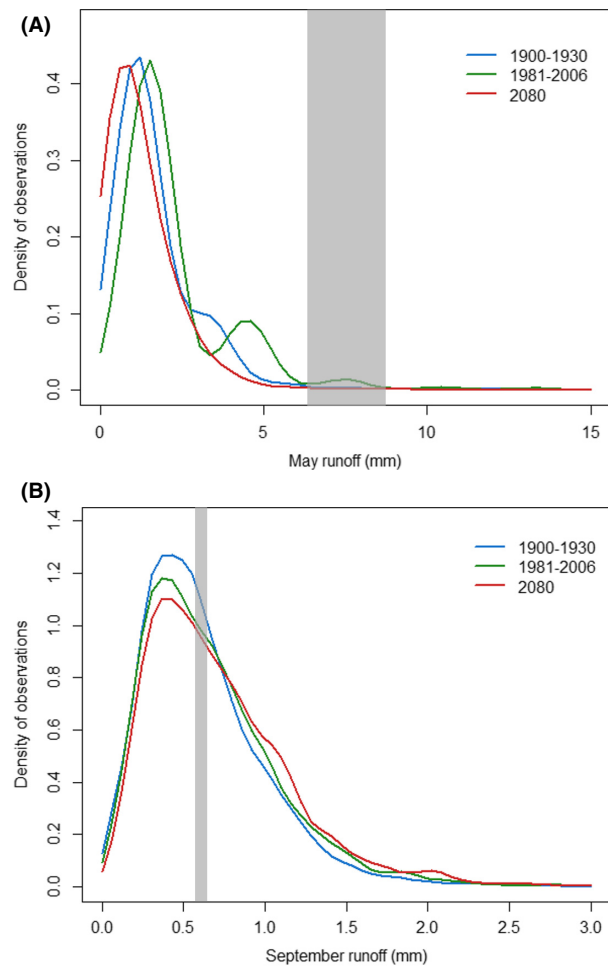 (A)
1900-1930
1981-2006
2080
Density of observations
0.0 0.1 0.2 0.3 0.4
0 5 10 15
May runoff (mm)
(B)
1900-1930
1981-2006
2080
Density of observations
0.0 0.2 0.4 0.6 0.8 1.0 1.2 1.4
0.0 0.5 1.0 1.5 2.0 2.5 3.0
September runoff (mm)